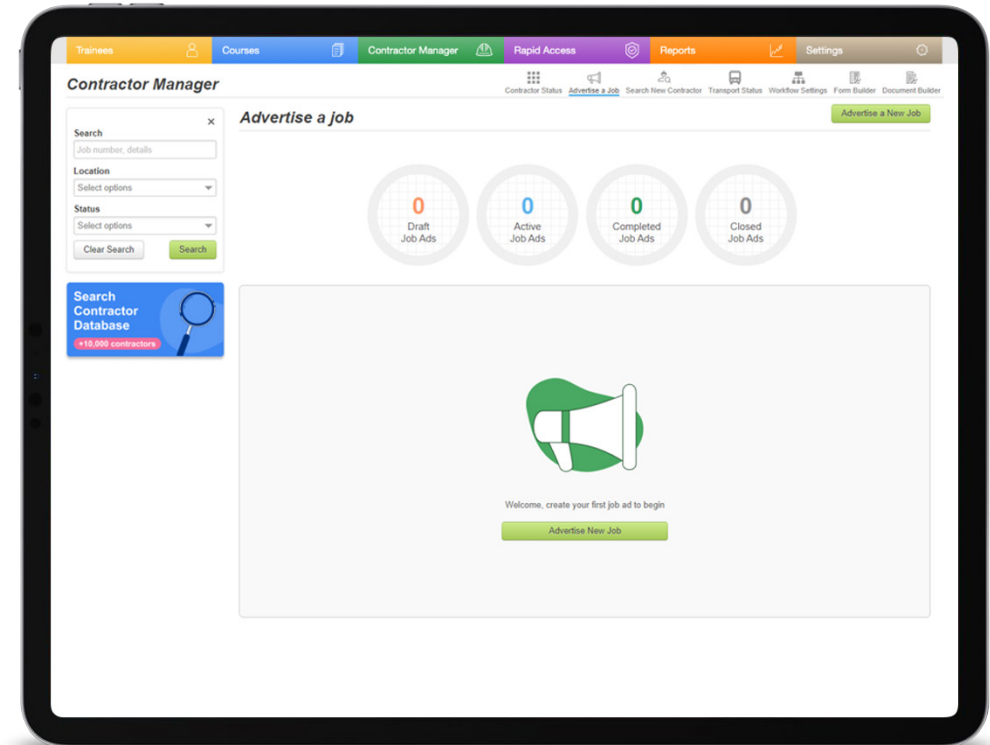 Trainees
Courses
Contractor Manager
Rapid Access
Reports
Settings
Contractor Manager
Contractor Status
Advertise a Job
Search New Contractor
Transport Status
Workflow Settings
Form Builder
Document Builder
Advertise a job
Advertise a New Job
Search
Job number, details
Location
Select options
Status
Select options
Clear Search
Search
Search
Contractor
Database
+10,000 contractors
0
Draft
Job Ads
0
Active
Job Ads
0
Completed
Job Ads
0
Closed
Job Ads
Welcome, create your first job ad to begin
Advertise New Job